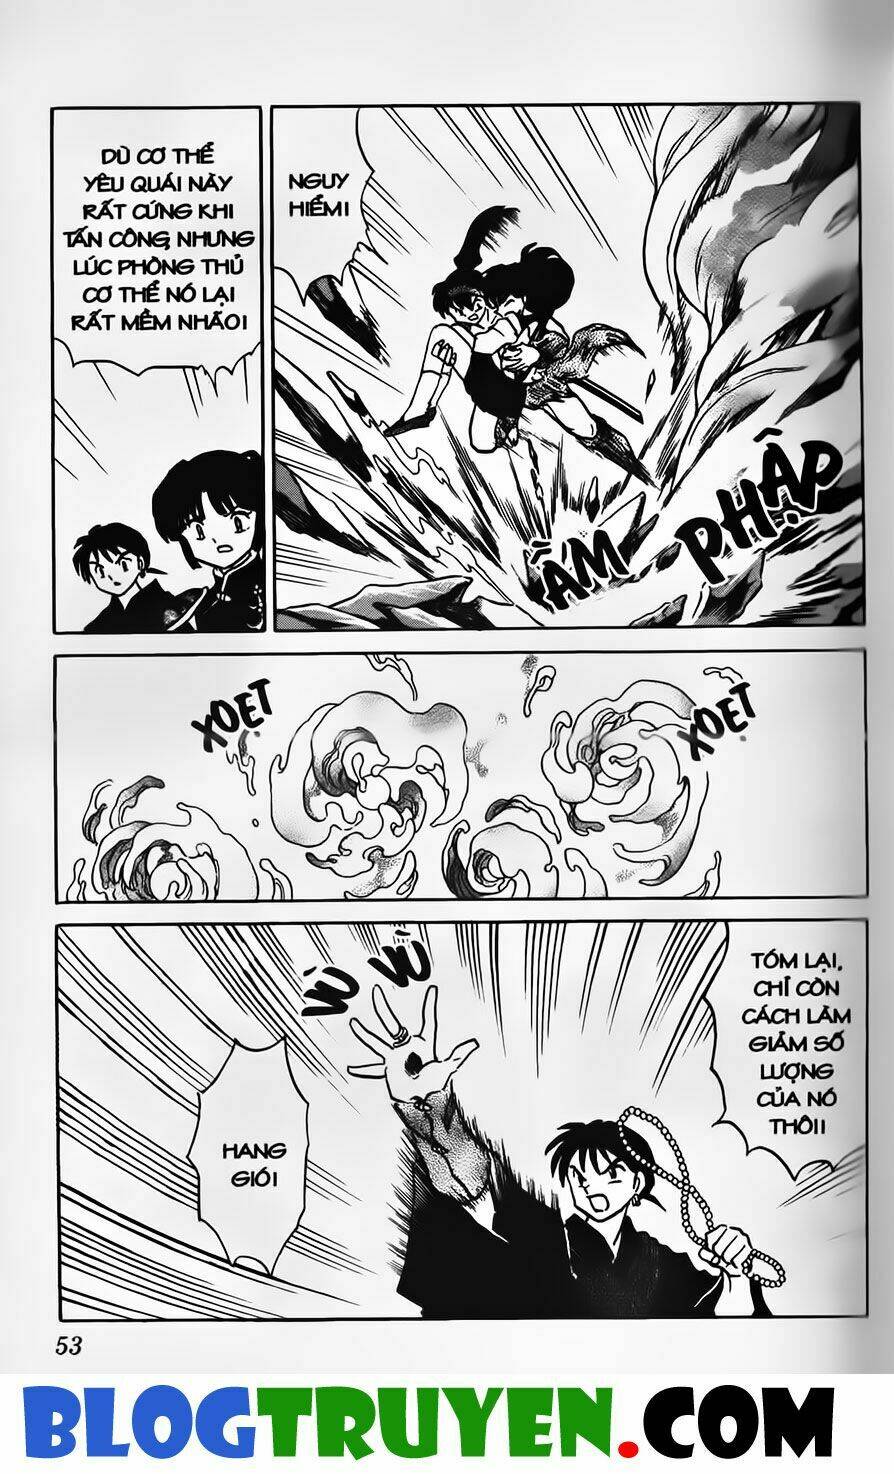 DÙ CƠ THỂ
YÊU QUÁI NÀY
RẤT CỨNG KHI
TẤN CÔNG, NHƯNG
LÚC PHÒNG THỦ
CƠ THỂ NÓ LẠI
RẤT MỀM NHÃO!
NGUY
HIỂM!
ẦM
PHẬP
XOẸT
XOẸT
VÙ VÙ
TÓM LẠI,
CHỈ CÒN
CÁCH LÀM
GIẢM SỐ
LƯỢNG
CỦA NÓ
THÔI!
HANG
GIÓ!
53
BLOGTRUYEN.COM